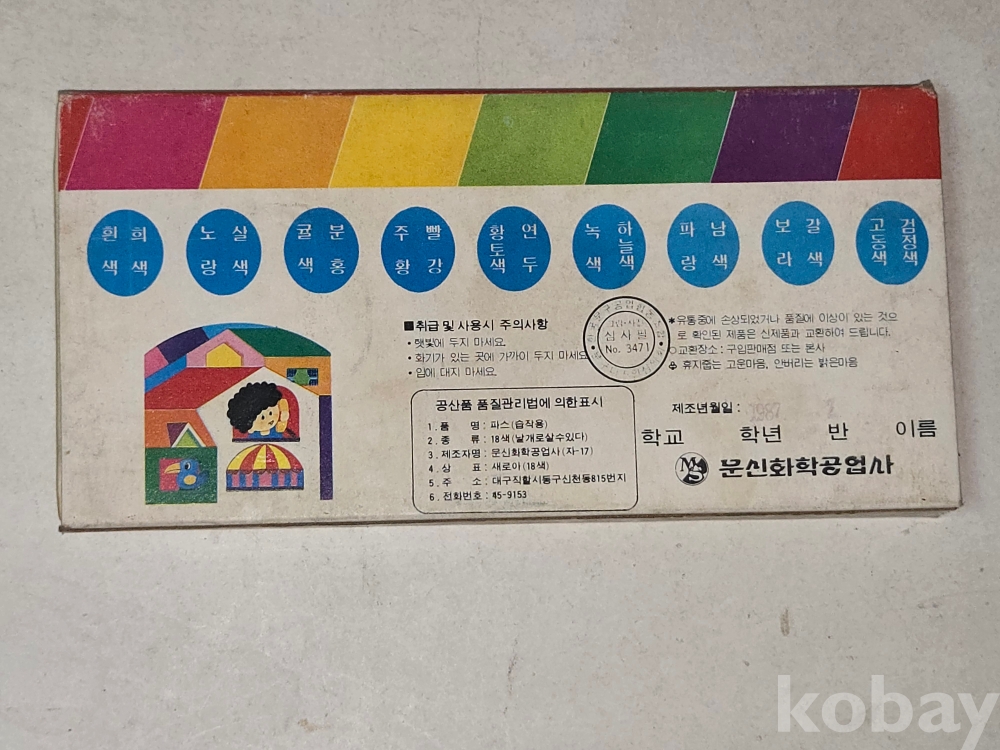 흰색 희색
노랑 살색
귤색 분홍
주황 빨강
황토색 연두
녹색 하늘색
파랑 남색
보라 갈색
고동색 검정색
■취급 및 사용시 주의사항
• 햇빛에 두지 마세요.
• 화기가 있는 곳에 가까이 두지 마세요
• 입에 대지 마세요.
심사필
No. 3471
*유통중에 손상되었거나 품질에 이상이 있는 것으
로 확인된 제품은 신제품과 교환하여 드립니다.
○교환장소 : 구입판매점 또는 본사
휴지줍는 고운마음, 안버리는 밝은마음
공산품 품질관리법에 의한표시
1. 품 명 : 파스 (습작용)
2. 종 류 : 18색 (낱개로살수있다)
3. 제조자명 : 문신화학공업사 (자-17)
4. 상 표 : 새로아 (18색)
5. 주 소 : 대구직할시동구신천동815번지
6. 전화번호 : 45-9153
제조년월일 : 1987 2
학교 학년 반 이름
MS 문신화학공업사
kobay